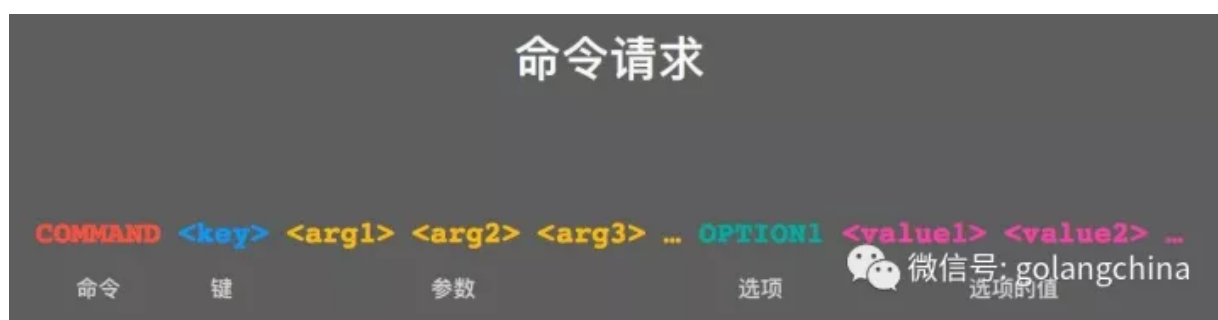 命令请求
COMMAND <key> <arg1> <arg2> <arg3> … OPTION1 <value1> <value2> …
微信号: golangchina
命令 键 参数 选项 选项的值